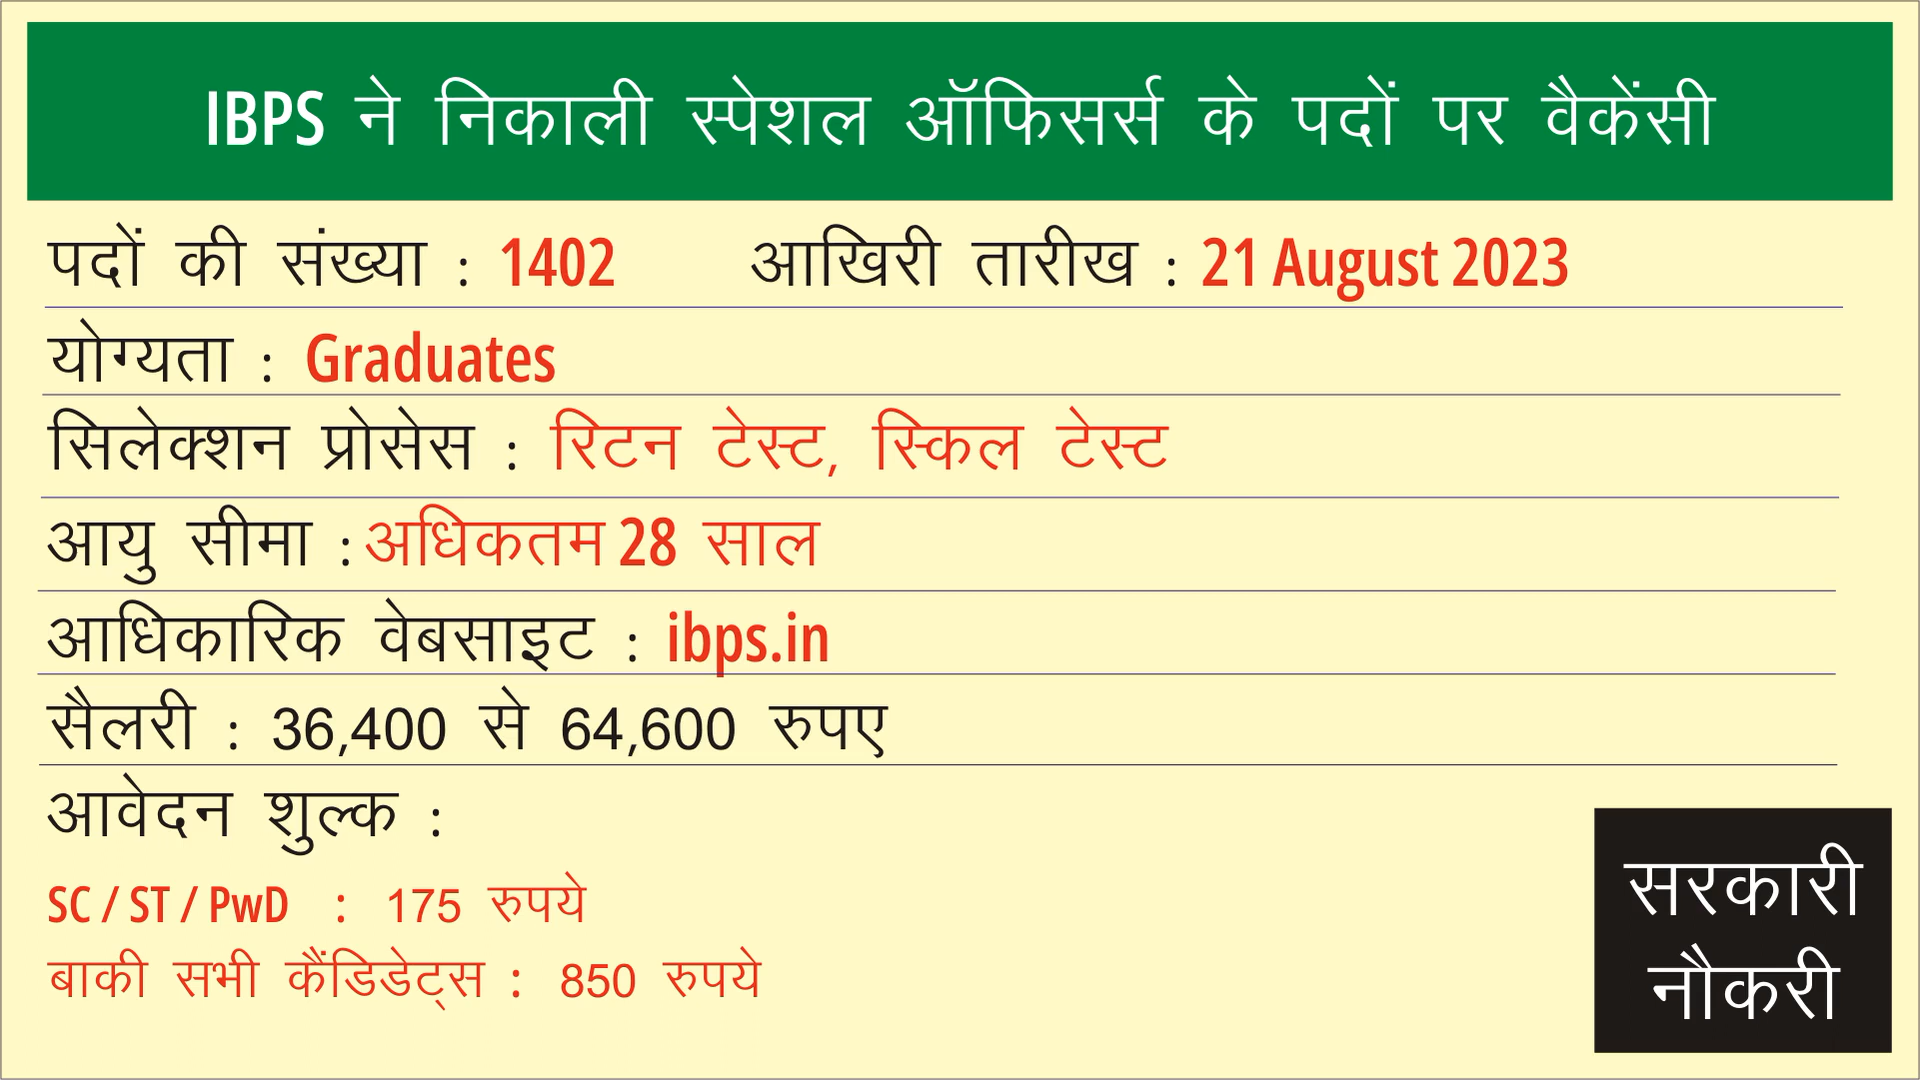 IBPS ने निकाली स्पेशल ऑफिसर्स के पदों पर वैकेंसी
पदों की संख्या : 1402 आखिरी तारीख : 21 August 2023
योग्यता : Graduates
सिलेक्शन प्रोसेस : रिटन टेस्ट, स्किल टेस्ट
आयु सीमा : अधिकतम 28 साल
आधिकारिक वेबसाइट : ibps.in
सैलरी : 36,400 से 64,600 रुपए
आवेदन शुल्क :
SC / ST / PwD : 175 रुपये
बाकी सभी कैंडिडेट्स : 850 रुपये
सरकारी
नौकरी